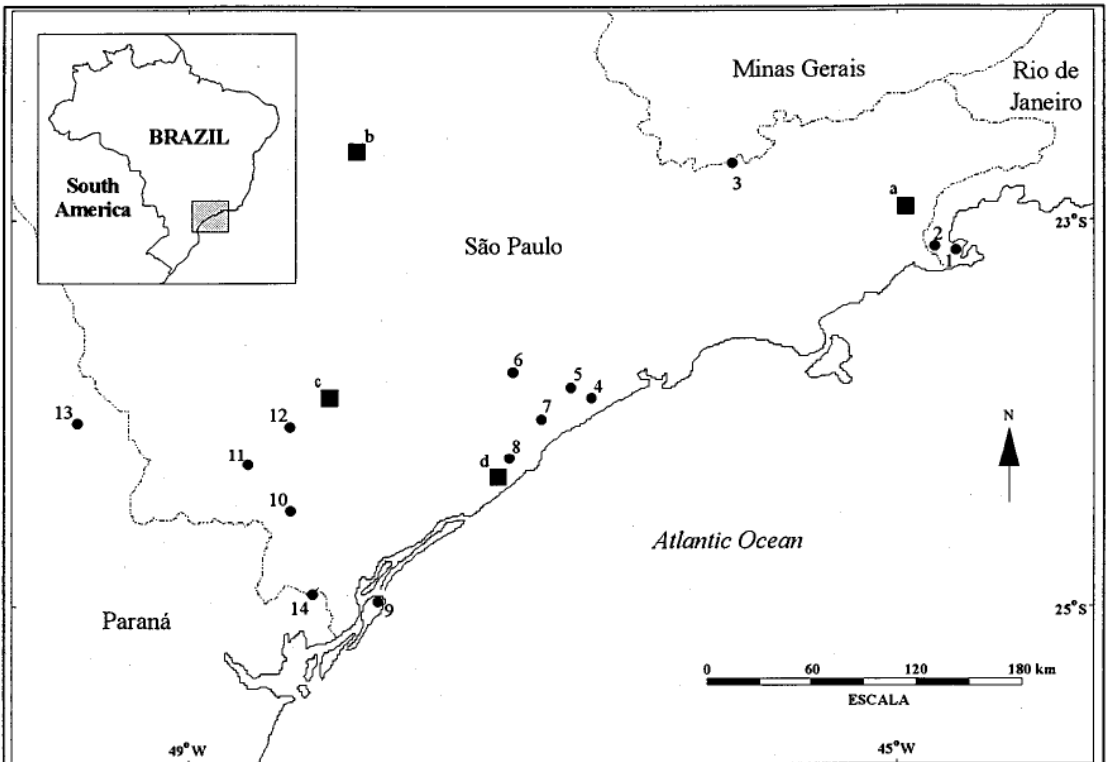 Minas Gerais
Rio de
Janeiro
BRAZIL
South
America
b
3
a
23°S
São Paulo
2
1
6
5
4
c
7
13
12
8
11
d
N
10
Atlantic Ocean
14
9
Paraná
25°S
0 60 120 180 km
ESCALA
49°W
45°W